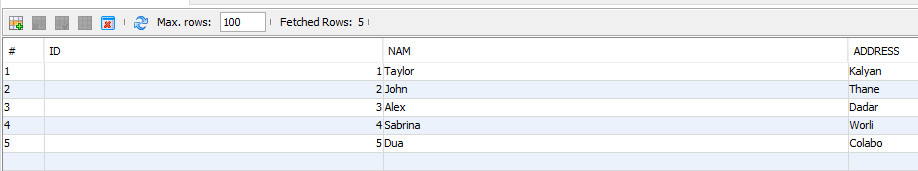 Max. rows: 100 Fetched Rows: 5
# ID NAM ADDRESS
1 1 Taylor Kalyan
2 2 John Thane
3 3 Alex Dadar
4 4 Sabrina Worli
5 5 Dua Colabo